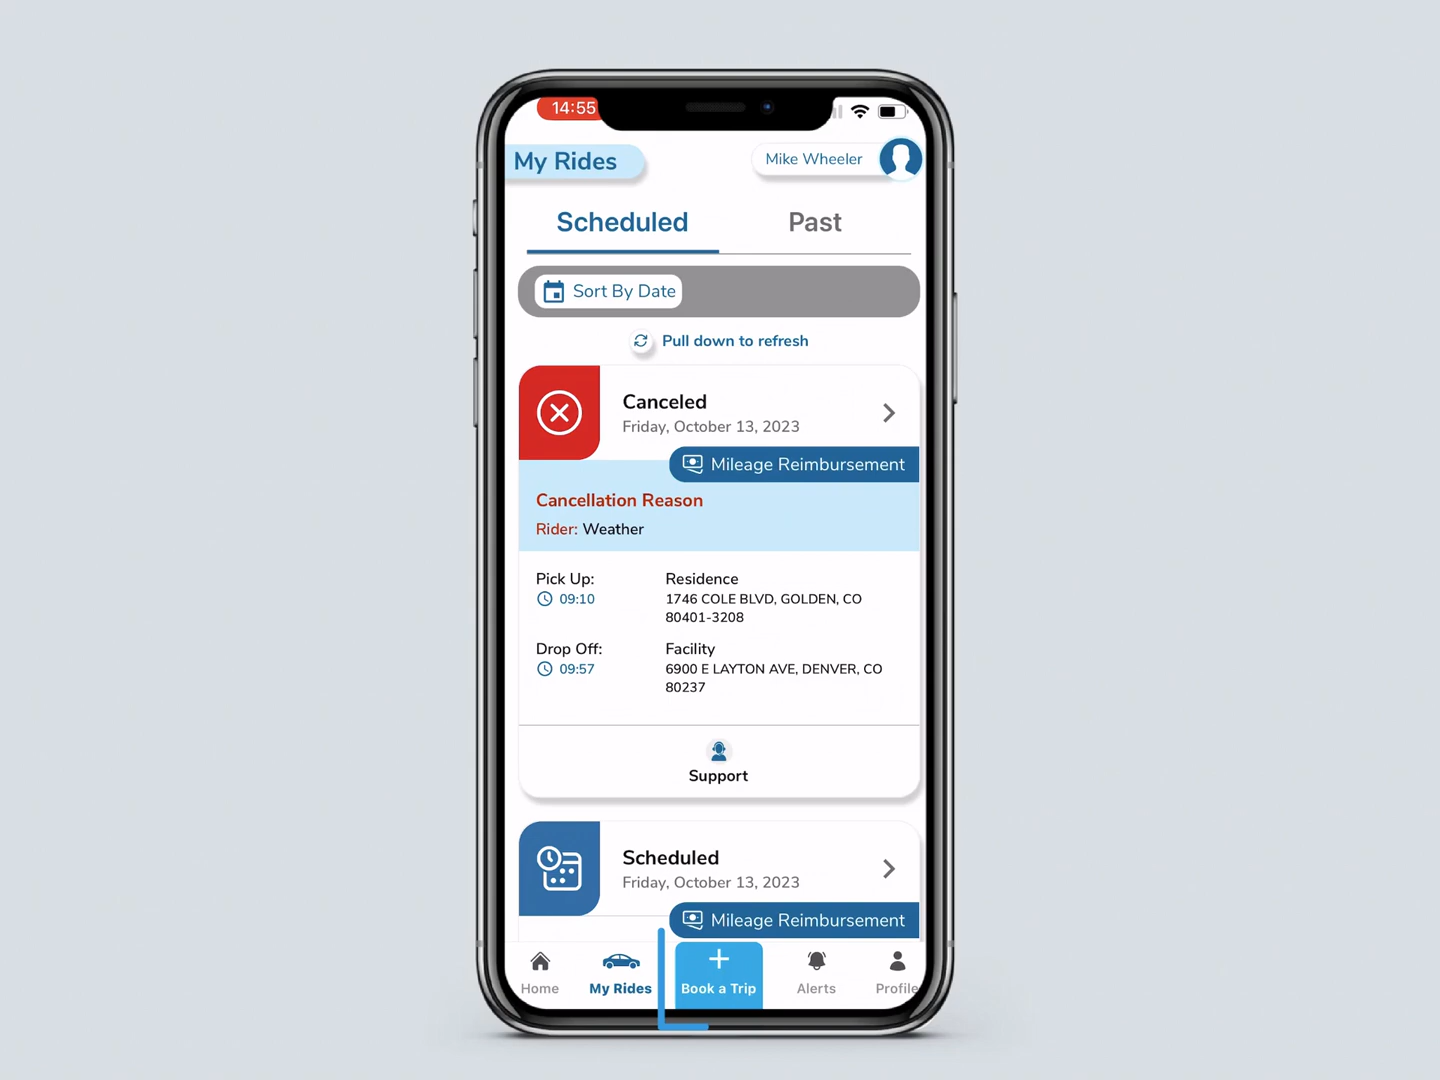 14:55
My Rides
Mike Wheeler
Scheduled
Past
Sort By Date
Pull down to refresh
Canceled
Friday, October 13, 2023
Mileage Reimbursement
Cancellation Reason
Rider: Weather
Pick Up:
Residence
09:10
1746 COLE BLVD, GOLDEN, CO
80401-3208
Drop Off:
Facility
09:57
6900 E LAYTON AVE, DENVER, CO
80237
Support
Scheduled
Friday, October 13, 2023
Mileage Reimbursement
Home
My Rides
Book a Trip
Alerts
Profile